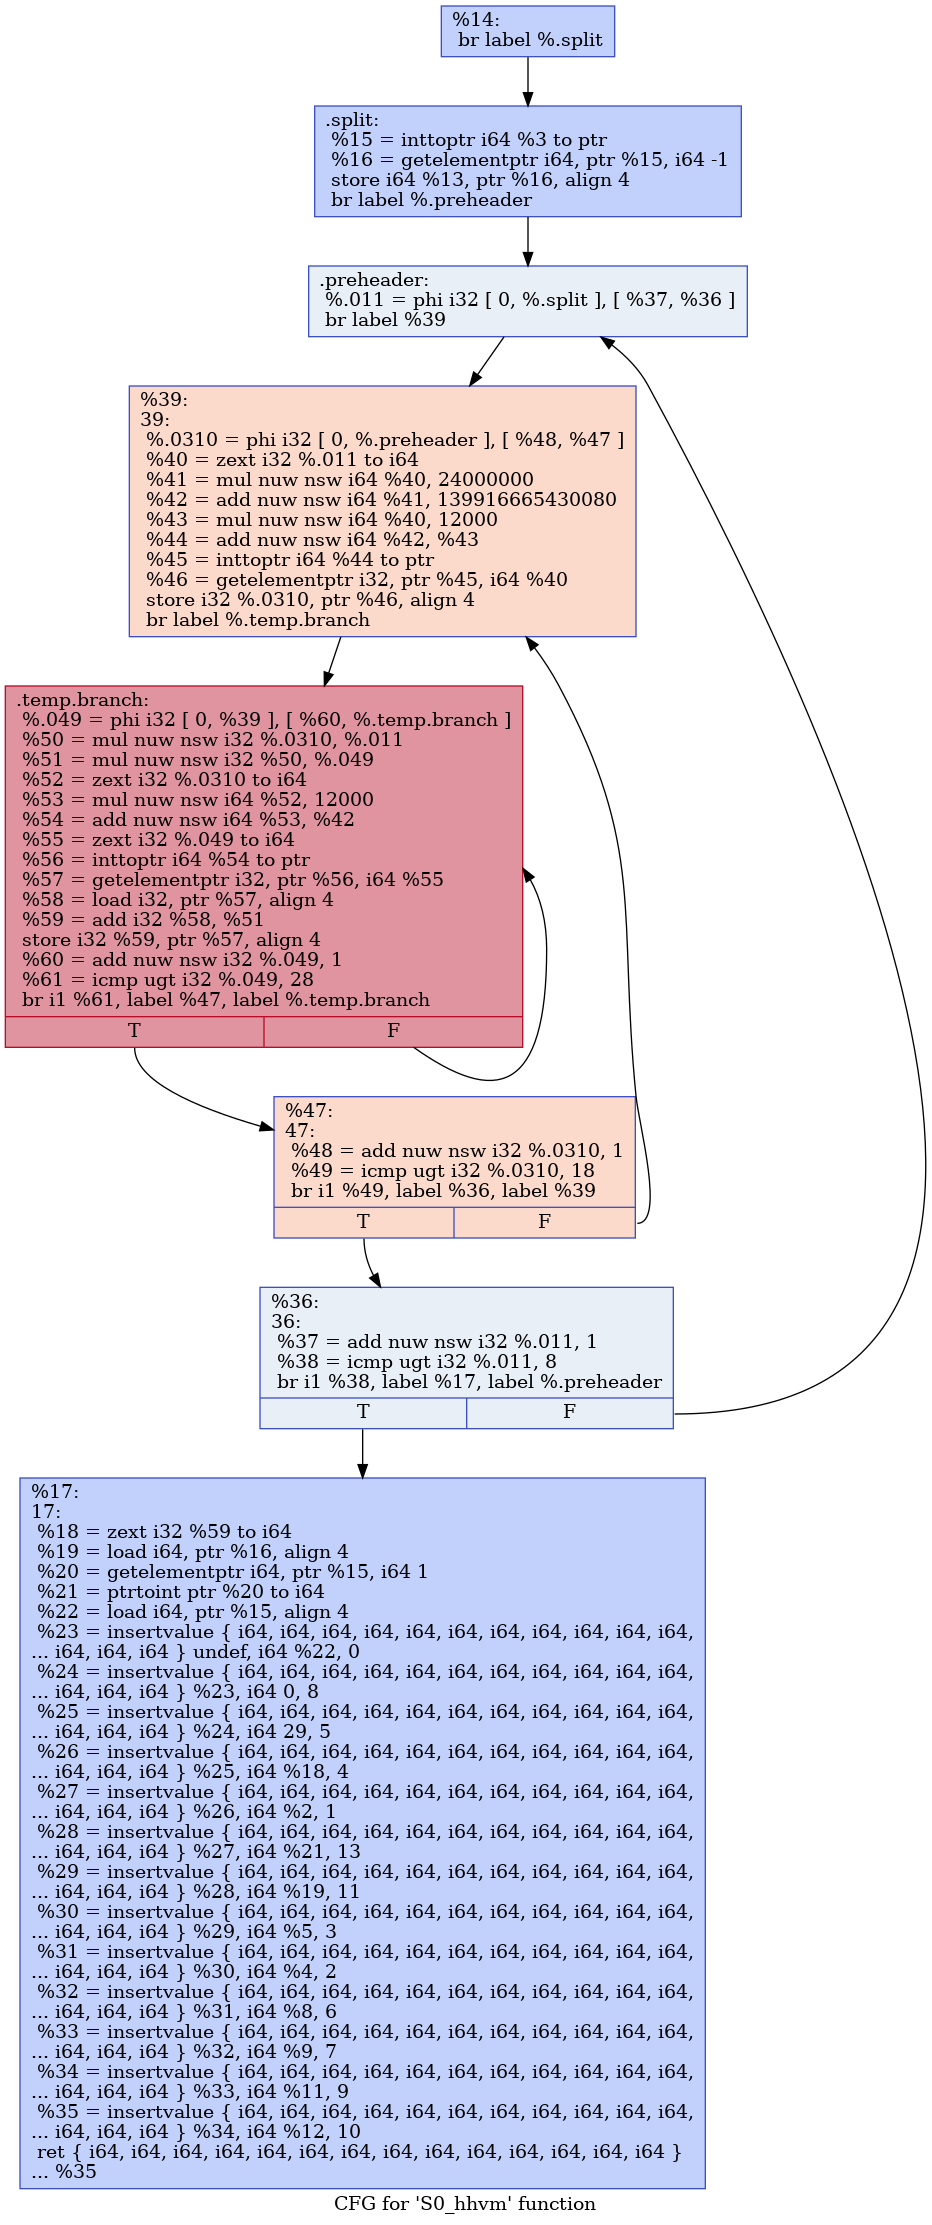 %14:
br label %.split
.split:
%15 = inttoptr i64 %3 to ptr
%16 = getelementptr i64, ptr %15, i64 -1
store i64 %13, ptr %16, align 4
br label %.preheader
.preheader:
%.011 = phi i32 [ 0, %.split ], [ %37, %36 ]
br label %39
%39:
39:
%.0310 = phi i32 [ 0, %.preheader ], [ %48, %47 ]
%40 = zext i32 %.011 to i64
%41 = mul nuw nsw i64 %40, 24000000
%42 = add nuw nsw i64 %41, 139916665430080
%43 = mul nuw nsw i64 %40, 12000
%44 = add nuw nsw i64 %42, %43
%45 = inttoptr i64 %44 to ptr
%46 = getelementptr i32, ptr %45, i64 %40
store i32 %.0310, ptr %46, align 4
br label %.temp.branch
.temp.branch:
%.049 = phi i32 [ 0, %39 ], [ %60, %.temp.branch ]
%50 = mul nuw nsw i32 %.0310, %.011
%51 = mul nuw nsw i32 %50, %.049
%52 = zext i32 %.0310 to i64
%53 = mul nuw nsw i64 %52, 12000
%54 = add nuw nsw i64 %53, %42
%55 = zext i32 %.049 to i64
%56 = inttoptr i64 %54 to ptr
%57 = getelementptr i32, ptr %56, i64 %55
%58 = load i32, ptr %57, align 4
%59 = add i32 %58, %51
store i32 %59, ptr %57, align 4
%60 = add nuw nsw i32 %.049, 1
%61 = icmp ugt i32 %.049, 28
br i1 %61, label %47, label %.temp.branch
T
F
%47:
47:
%48 = add nuw nsw i32 %.0310, 1
%49 = icmp ugt i32 %.0310, 18
br i1 %49, label %36, label %39
T
F
%36:
36:
%37 = add nuw nsw i32 %.011, 1
%38 = icmp ugt i32 %.011, 8
br i1 %38, label %17, label %.preheader
T
F
%17:
17:
%18 = zext i32 %59 to i64
%19 = load i64, ptr %16, align 4
%20 = getelementptr i64, ptr %15, i64 1
%21 = ptrtoint ptr %20 to i64
%22 = load i64, ptr %15, align 4
%23 = insertvalue { i64, i64, i64, i64, i64, i64, i64, i64, i64, i64, i64,
... i64, i64, i64 } undef, i64 %22, 0
%24 = insertvalue { i64, i64, i64, i64, i64, i64, i64, i64, i64, i64, i64,
... i64, i64, i64 } %23, i64 0, 8
%25 = insertvalue { i64, i64, i64, i64, i64, i64, i64, i64, i64, i64, i64,
... i64, i64, i64 } %24, i64 29, 5
%26 = insertvalue { i64, i64, i64, i64, i64, i64, i64, i64, i64, i64, i64,
... i64, i64, i64 } %25, i64 %18, 4
%27 = insertvalue { i64, i64, i64, i64, i64, i64, i64, i64, i64, i64, i64,
... i64, i64, i64 } %26, i64 %2, 1
%28 = insertvalue { i64, i64, i64, i64, i64, i64, i64, i64, i64, i64, i64,
... i64, i64, i64 } %27, i64 %21, 13
%29 = insertvalue { i64, i64, i64, i64, i64, i64, i64, i64, i64, i64, i64,
... i64, i64, i64 } %28, i64 %19, 11
%30 = insertvalue { i64, i64, i64, i64, i64, i64, i64, i64, i64, i64, i64,
... i64, i64, i64 } %29, i64 %5, 3
%31 = insertvalue { i64, i64, i64, i64, i64, i64, i64, i64, i64, i64, i64,
... i64, i64, i64 } %30, i64 %4, 2
%32 = insertvalue { i64, i64, i64, i64, i64, i64, i64, i64, i64, i64, i64,
... i64, i64, i64 } %31, i64 %8, 6
%33 = insertvalue { i64, i64, i64, i64, i64, i64, i64, i64, i64, i64, i64,
... i64, i64, i64 } %32, i64 %9, 7
%34 = insertvalue { i64, i64, i64, i64, i64, i64, i64, i64, i64, i64, i64,
... i64, i64, i64 } %33, i64 %11, 9
%35 = insertvalue { i64, i64, i64, i64, i64, i64, i64, i64, i64, i64, i64,
... i64, i64, i64 } %34, i64 %12, 10
ret { i64, i64, i64, i64, i64, i64, i64, i64, i64, i64, i64, i64, i64, i64 }
... %35
CFG for 'S0_hhvm' function